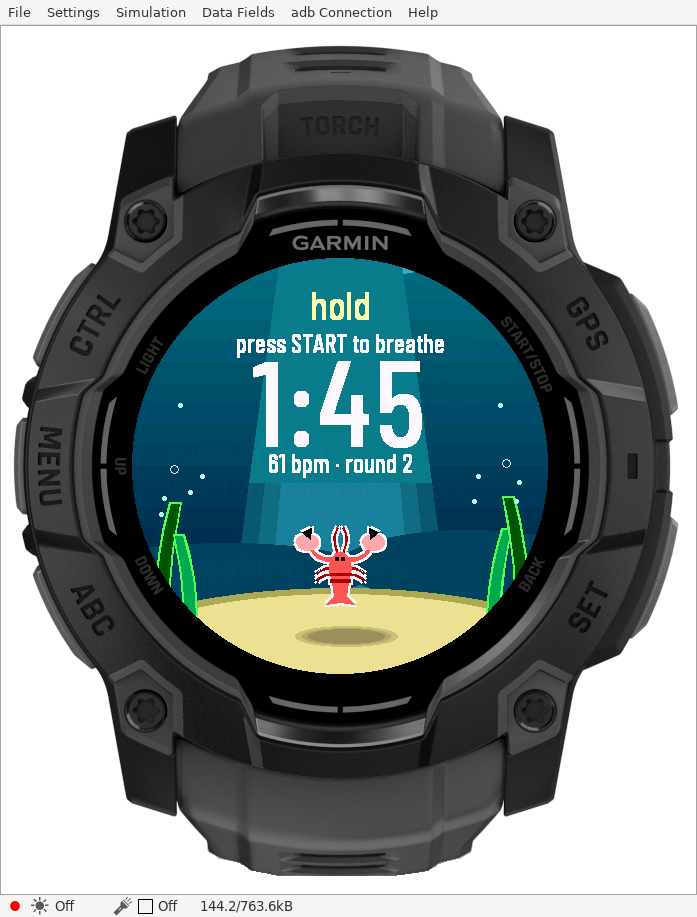 File Settings Simulation Data Fields adb Connection Help
TORCH
GARMIN
CTRL
LIGHT
GPS
START/STOP
hold
press START to breathe
1:45
61 bpm · round 2
MENU
UP
DOWN
BACK
ABC
SET
Off Off 144.2/763.6kB